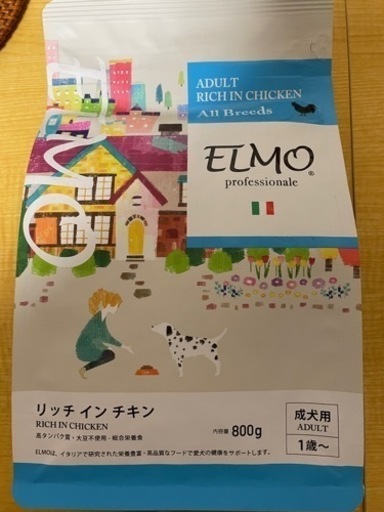 ELMO
ADULT
RICH IN CHICKEN
All Breeds
ELMO®
professionale
リッチ イン チキン
RICH IN CHICKEN
高タンパク質・大豆不使用 - 総合栄養食
内容量 800g
成犬用
ADULT
1歳～
ELMOは、イタリアで研究された栄養豊富・高品質なフードで愛犬の健康をサポートします。